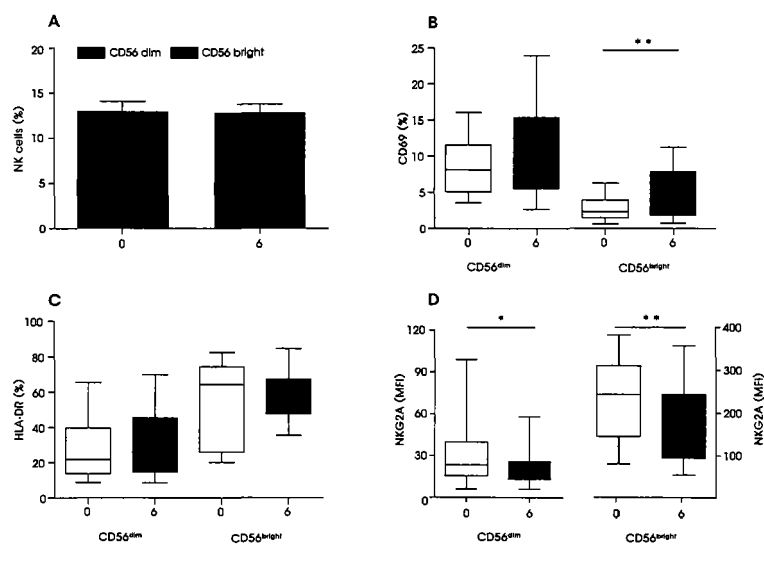 A
CD56 dim CD56 bright
NK cells (%)
20
15
10
5
0
0 6
B
**
CD69 (%)
25
20
15
10
5
0
0 6 0 6
CD56dim CD56bright
C
HLA-DR (%)
100
80
60
40
20
0
0 6 0 6
CD56dim CD56bright
D
* **
NKG2A (MFI)
120
90
60
30
0
0 6 0 6
CD56dim CD56bright
400
300
200
100
NKG2A (MFI)